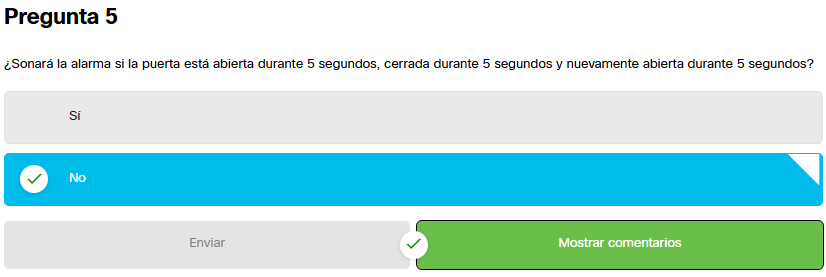 Pregunta 5
¿Sonará la alarma si la puerta está abierta durante 5 segundos, cerrada durante 5 segundos y nuevamente abierta durante 5 segundos?
Sí
No
Enviar
Mostrar comentarios